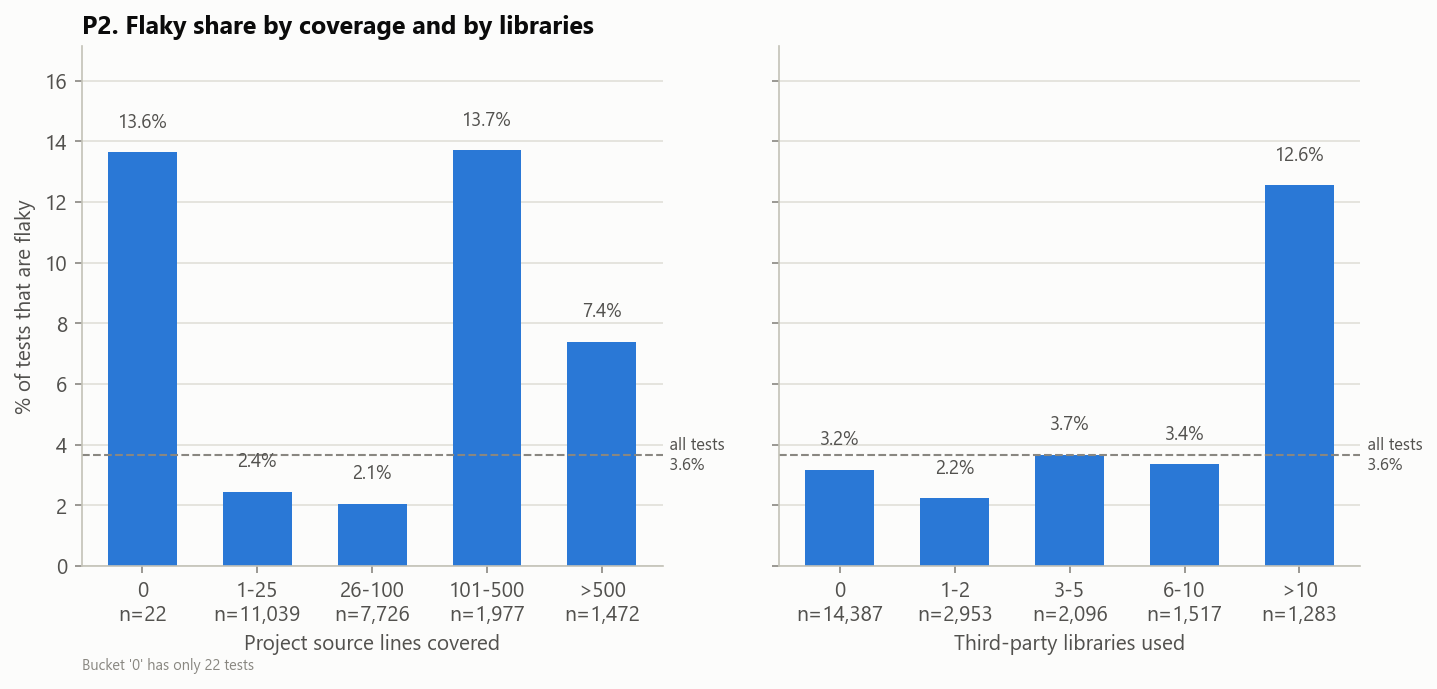 P2. Flaky share by coverage and by libraries
% of tests that are flaky
16
14
12
10
8
6
4
2
0
13.6%
2.4%
2.1%
13.7%
7.4%
all tests
3.6%
0
1-25
26-100
101-500
>500
n=22
n=11,039
n=7,726
n=1,977
n=1,472
Project source lines covered
Bucket '0' has only 22 tests
3.2%
2.2%
3.7%
3.4%
12.6%
all tests
3.6%
0
1-2
3-5
6-10
>10
n=14,387
n=2,953
n=2,096
n=1,517
n=1,283
Third-party libraries used